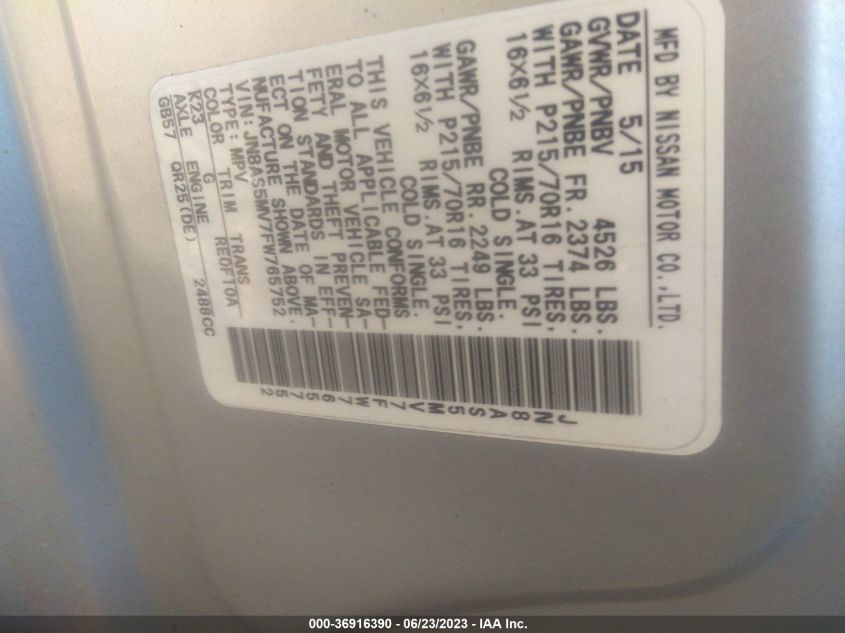 MFD BY NISSAN MOTOR CO.,LTD.
DATE 5/15
GVWR/PNBV 4526 LBS.
GAWR/PNBE FR. 2374 LBS.
WITH P215/70R16 TIRES,
16X6½ RIMS.AT 33 PSI
COLD SINGLE.
GAWR/PNBE RR. 2249 LBS.
WITH P215/70R16 TIRES,
16X6½ RIMS.AT 33 PSI
COLD SINGLE.
THIS VEHICLE CONFORMS
TO ALL APPLICABLE FED-
ERAL MOTOR VEHICLE SA-
FETY AND THEFT PREVEN-
TION STANDARDS IN EFF-
ECT ON THE DATE OF MA-
NUFACTURE SHOWN ABOVE.
VIN: JN8AS5MV7FW765752
TYPE: MPV
COLOR TRIM TRANS
K23 G RE0F10A
AXLE ENGINE
GB57 QR25(DE) 2488CC
JN8AS5MV7FW765752
000-36916390 - 06/23/2023 - IAA Inc.